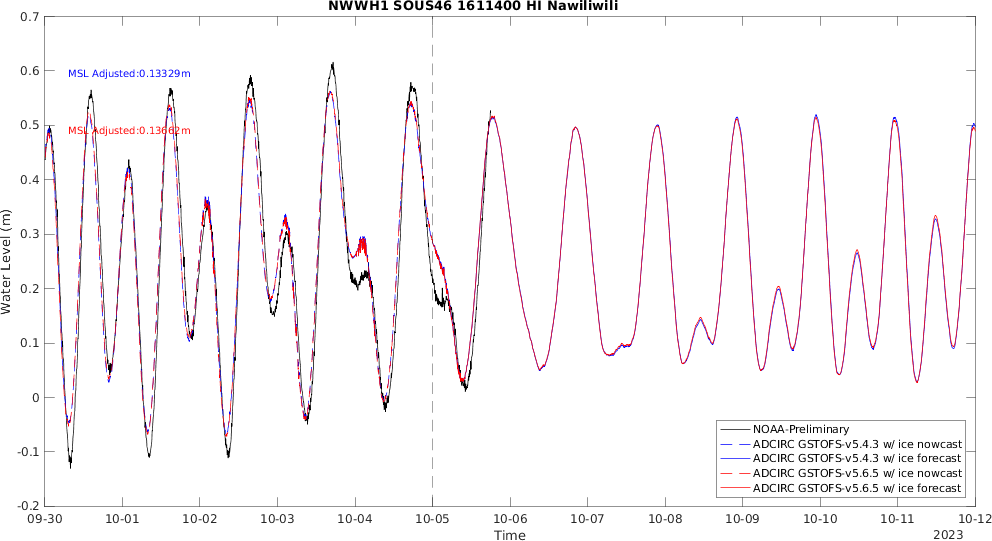 NWWH1 SOUS46 1611400 HI Nawiliwili
0.7
0.6
0.5
0.4
0.3
0.2
0.1
0
-0.1
-0.2
Water Level (m)
MSL Adjusted:0.13329m
MSL Adjusted:0.13662m
NOAA-Preliminary
ADCIRC GSTOFS-v5.4.3 w/ ice nowcast
ADCIRC GSTOFS-v5.4.3 w/ ice forecast
ADCIRC GSTOFS-v5.6.5 w/ ice nowcast
ADCIRC GSTOFS-v5.6.5 w/ ice forecast
09-30 10-01 10-02 10-03 10-04 10-05 10-06 10-07 10-08 10-09 10-10 10-11 10-12
Time
2023